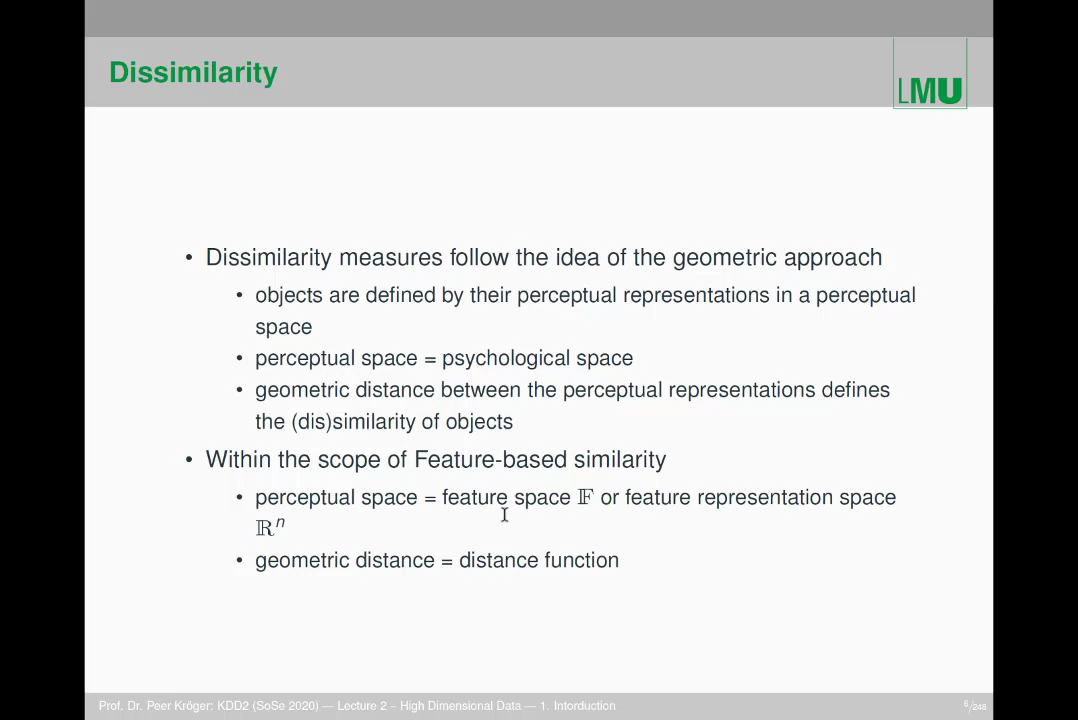 Dissimilarity
LMU
• Dissimilarity measures follow the idea of the geometric approach
• objects are defined by their perceptual representations in a perceptual
space
• perceptual space = psychological space
• geometric distance between the perceptual representations defines
the (dis)similarity of objects
• Within the scope of Feature-based similarity
• perceptual space = feature space 𝔽 or feature representation space
ℝⁿ
• geometric distance = distance function
Prof. Dr. Peer Kröger: KDD2 (SoSe 2020) — Lecture 2 – High Dimensional Data — 1. Intorduction
6/248